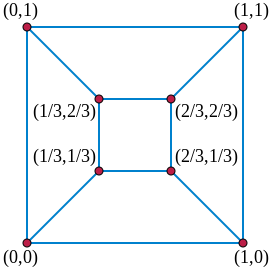 (0,1) (1,1)
(1/3,2/3) (2/3,2/3)
(1/3,1/3) (2/3,1/3)
(0,0) (1,0)